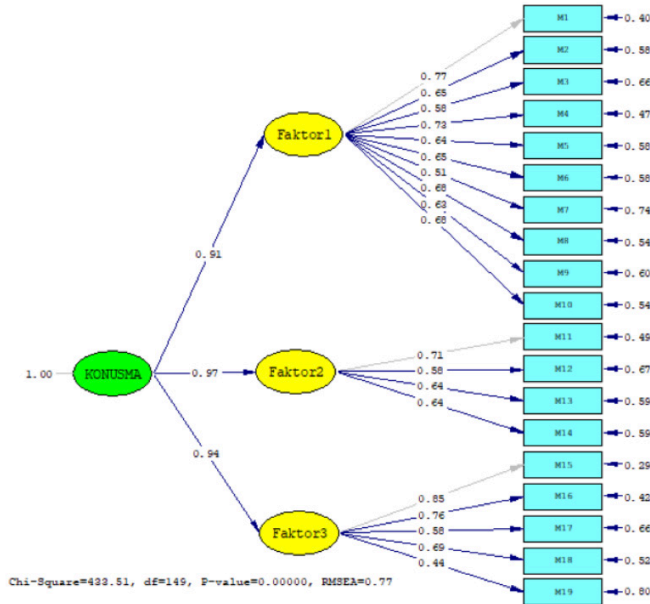 M1 0.40
M2 0.58
M3 0.66
0.77
0.65
0.58
M4 0.47
Faktor1
0.73
0.64
M5 0.58
0.65
0.51
M6 0.58
0.68
0.63
0.68
M7 0.74
M8 0.54
0.91
M9 0.60
M10 0.54
M11 0.49
0.71
1.00 KONUSMA 0.97 Faktor2
0.58 M12 0.67
0.64 M13 0.59
0.64 M14 0.59
0.94
M15 0.29
0.85
0.76 M16 0.42
Faktor3
0.58 M17 0.66
0.69 M18 0.52
0.44
M19 0.80
Chi-Square=433.51, df=149, P-value=0.00000, RMSEA=0.77